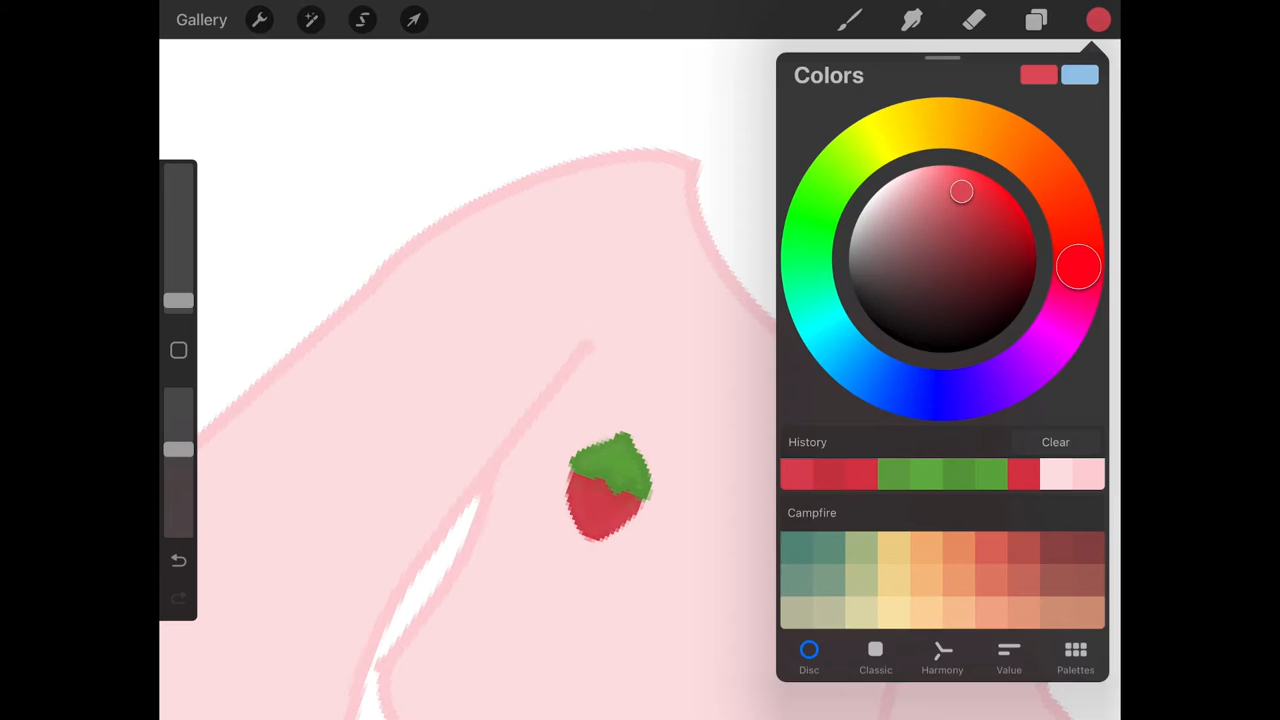 Gallery
Colors
History
Clear
Campfire
Disc
Classic
Harmony
Value
Palettes